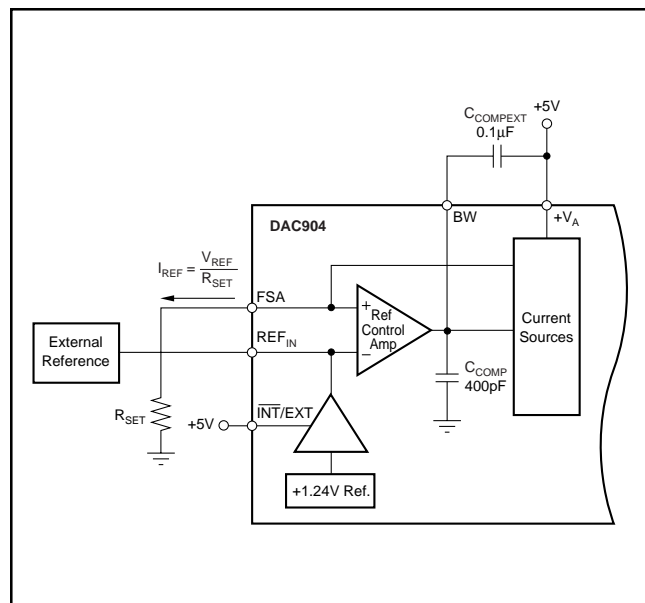 +5V
C_COMPEXT
0.1µF
DAC904
BW
+V_A
I_REF = V_REF / R_SET
FSA
+
Ref
Control
Amp
–
Current
Sources
External
Reference
REF_IN
C_COMP
400pF
R_SET
+5V
I̅N̅T̅/EXT
+1.24V Ref.